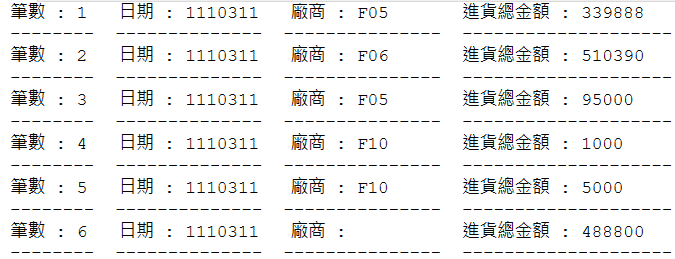 筆數 : 1 日期 : 1110311 廠商 : F05 進貨總金額 : 339888
-------- -------------- --------------- --------------------
筆數 : 2 日期 : 1110311 廠商 : F06 進貨總金額 : 510390
-------- -------------- --------------- --------------------
筆數 : 3 日期 : 1110311 廠商 : F05 進貨總金額 : 95000
-------- -------------- --------------- --------------------
筆數 : 4 日期 : 1110311 廠商 : F10 進貨總金額 : 1000
-------- -------------- --------------- --------------------
筆數 : 5 日期 : 1110311 廠商 : F10 進貨總金額 : 5000
-------- -------------- --------------- --------------------
筆數 : 6 日期 : 1110311 廠商 : 進貨總金額 : 488800
-------- -------------- --------------- --------------------